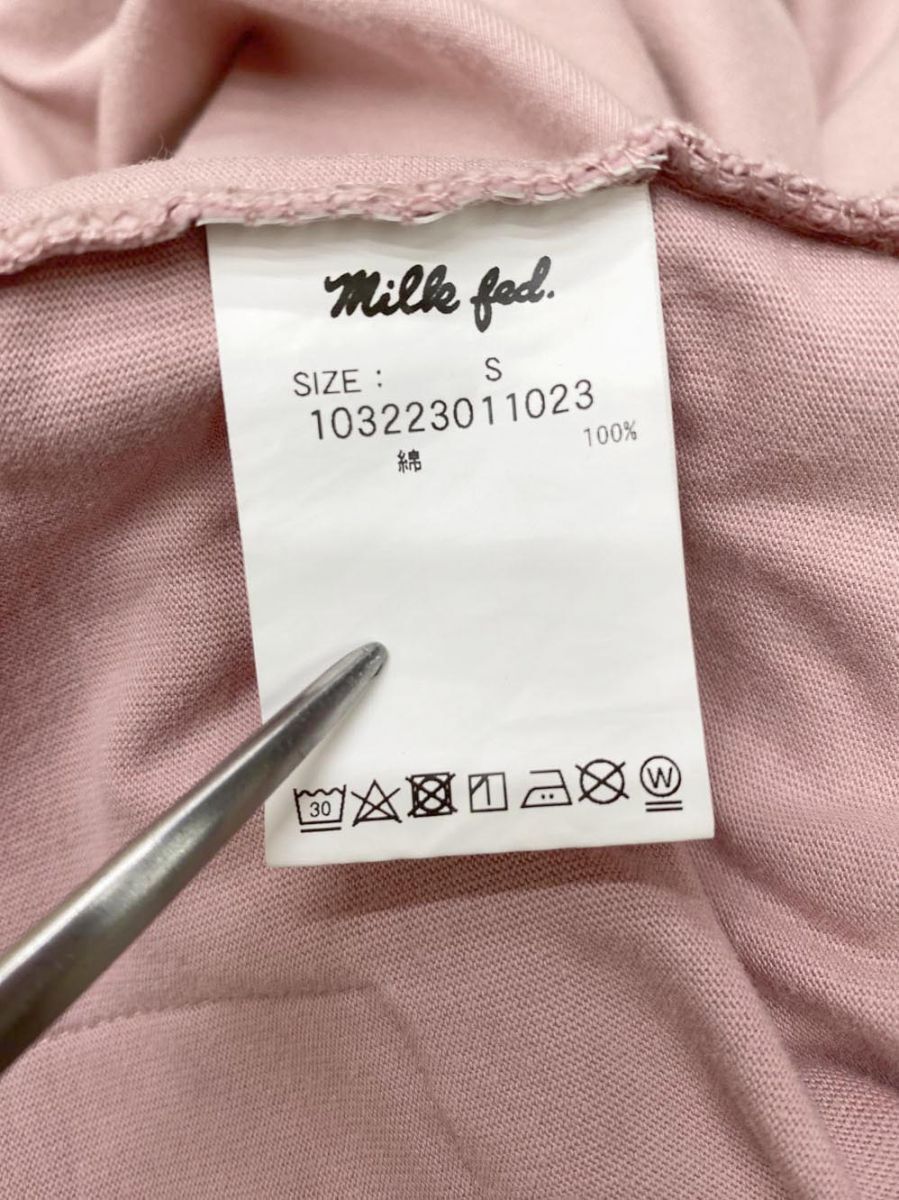 Milk fed.
SIZE : S
103223011023
綿 100%
30 W